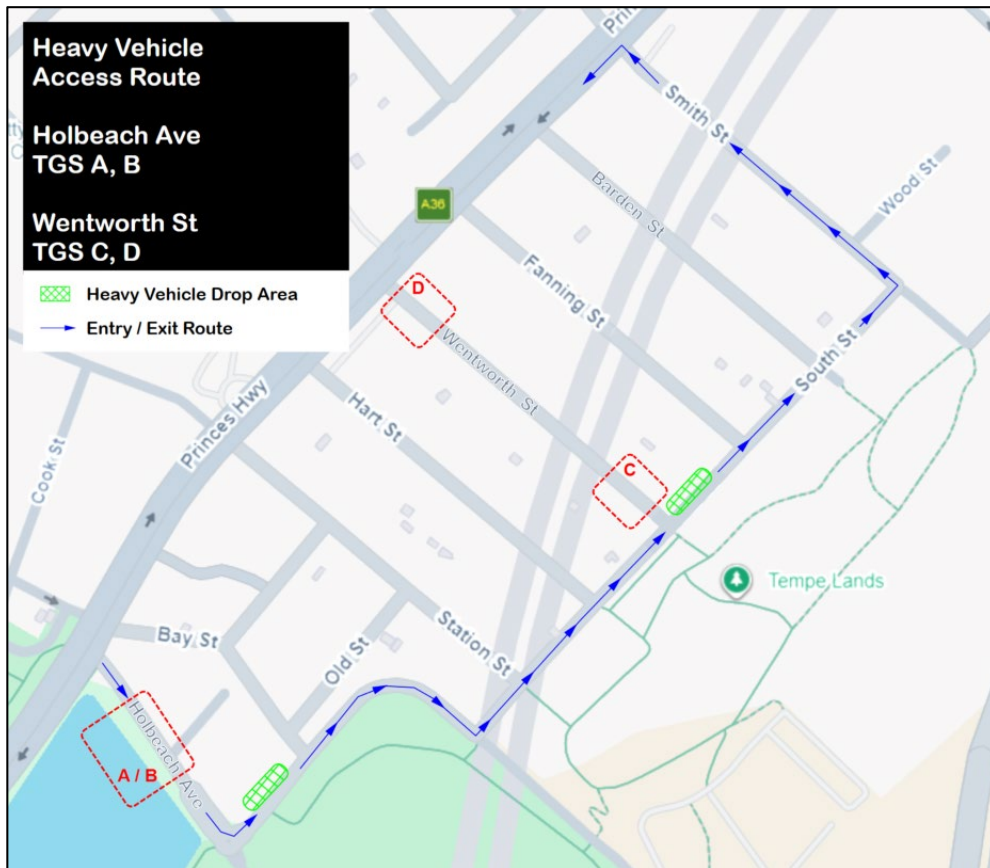 Heavy Vehicle
Access Route
Holbeach Ave
TGS A, B
Wentworth St
TGS C, D
Heavy Vehicle Drop Area
Entry / Exit Route
Smith St
Wood St
Barden St
A36
Fanning St
D
Wentworth St
South St
Princes Hwy
Hart St
Cook St
C
Tempe Lands
Bay St
Old St
Station St
Holbeach Ave
A / B